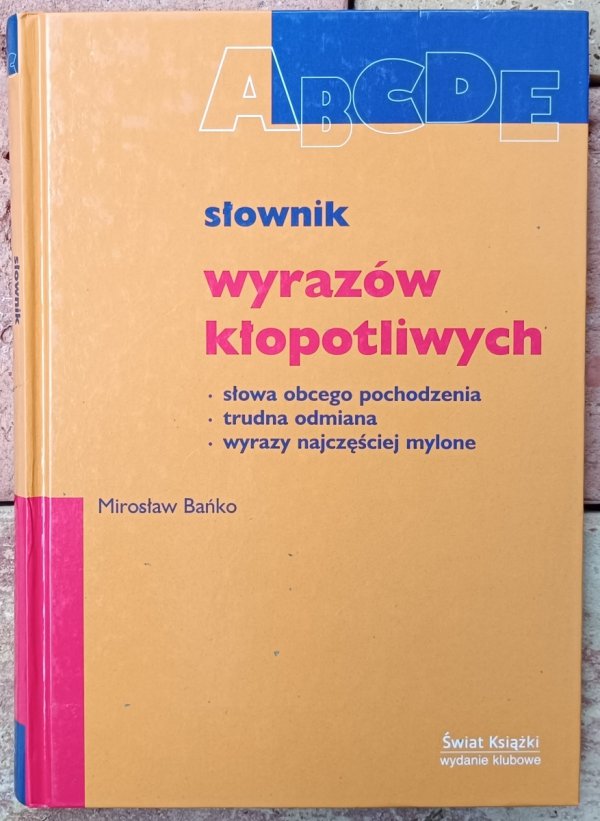 ABCDE
słownik
wyrazów
kłopotliwych
• słowa obcego pochodzenia
• trudna odmiana
• wyrazy najczęściej mylone
Mirosław Bańko
Świat Książki
wydanie klubowe
słownik